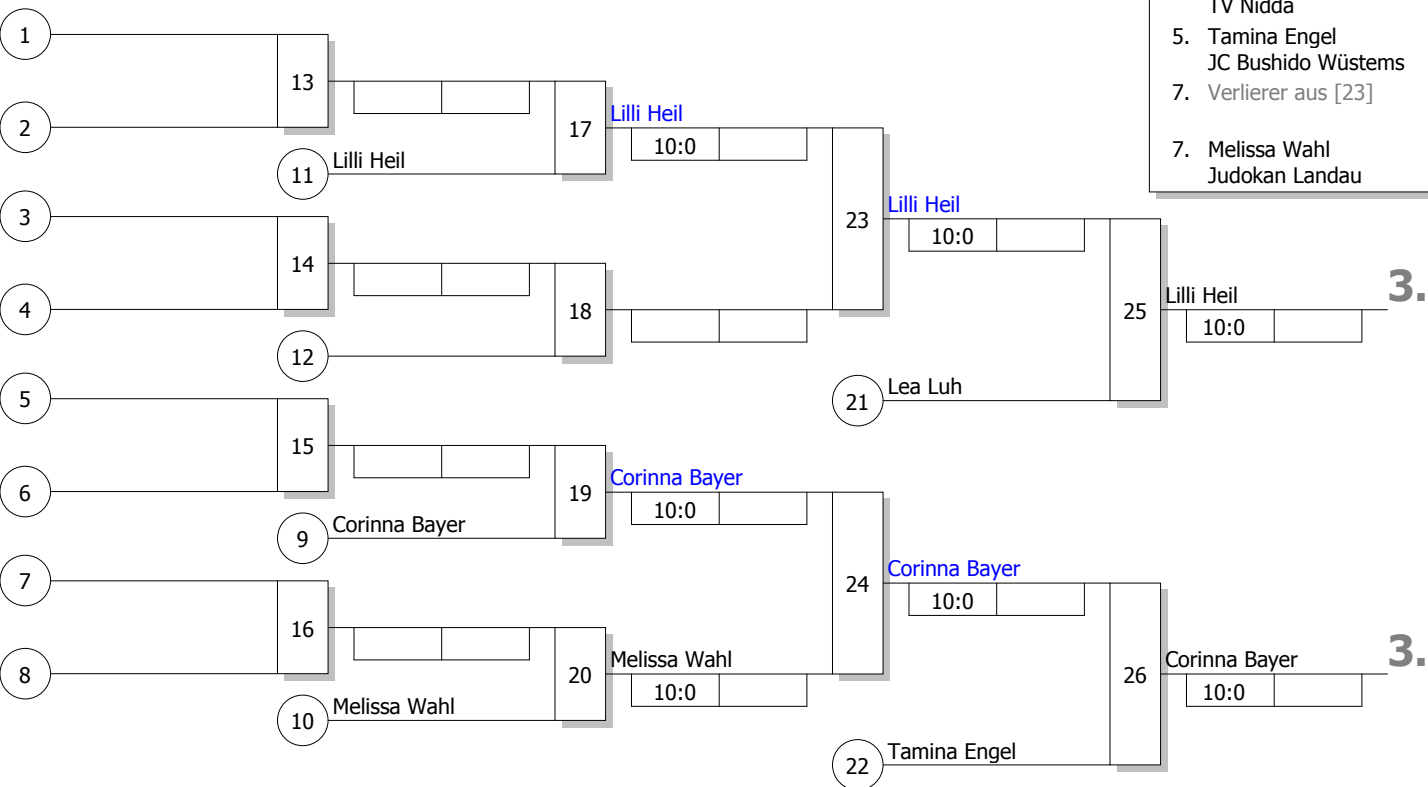 TV Nidda
5. Tamina Engel
JC Bushido Wüstems
7. Verlierer aus [23]
7. Melissa Wahl
Judokan Landau
1
13
2
17
Lilli Heil
10:0
11
Lilli Heil
3
14
4
18
12
23
Lilli Heil
10:0
25
Lilli Heil
3.
10:0
21
Lea Luh
5
15
6
19
Corinna Bayer
10:0
9
Corinna Bayer
7
16
8
20
Melissa Wahl
10:0
10
Melissa Wahl
24
Corinna Bayer
10:0
26
Corinna Bayer
3.
10:0
22
Tamina Engel